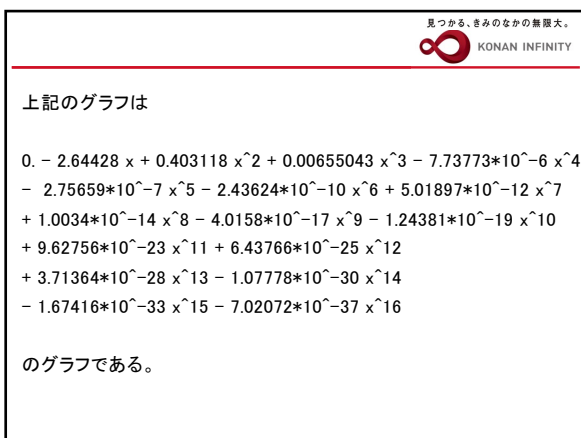 見つかる、きみのなかの無限大。
KONAN INFINITY
上記のグラフは
0. − 2.64428 x + 0.403118 x^2 + 0.00655043 x^3 − 7.73773*10^−6 x^4
− 2.75659*10^−7 x^5 − 2.43624*10^−10 x^6 + 5.01897*10^−12 x^7
+ 1.0034*10^−14 x^8 − 4.0158*10^−17 x^9 − 1.24381*10^−19 x^10
+ 9.62756*10^−23 x^11 + 6.43766*10^−25 x^12
+ 3.71364*10^−28 x^13 − 1.07778*10^−30 x^14
− 1.67416*10^−33 x^15 − 7.02072*10^−37 x^16
のグラフである。